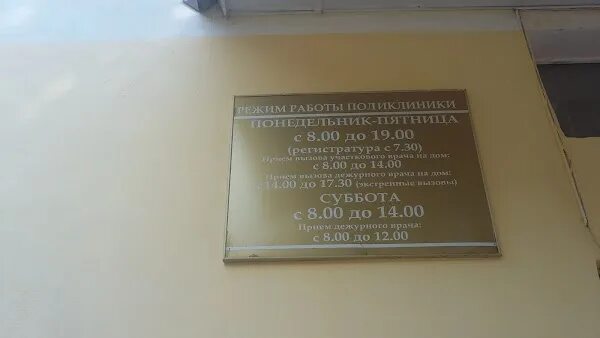 РЕЖИМ РАБОТЫ ПОЛИКЛИНИКИ
ПОНЕДЕЛЬНИК-ПЯТНИЦА
с 8.00 до 19.00
(регистратура с 7.30)
Прием вызова участкового врача на дом:
с 8.00 до 14.00
Прием вызова дежурного врача на дом:
с 14.00 до 17.30 (экстренные вызовы)
СУББОТА
с 8.00 до 14.00
Прием дежурного врача:
с 8.00 до 12.00